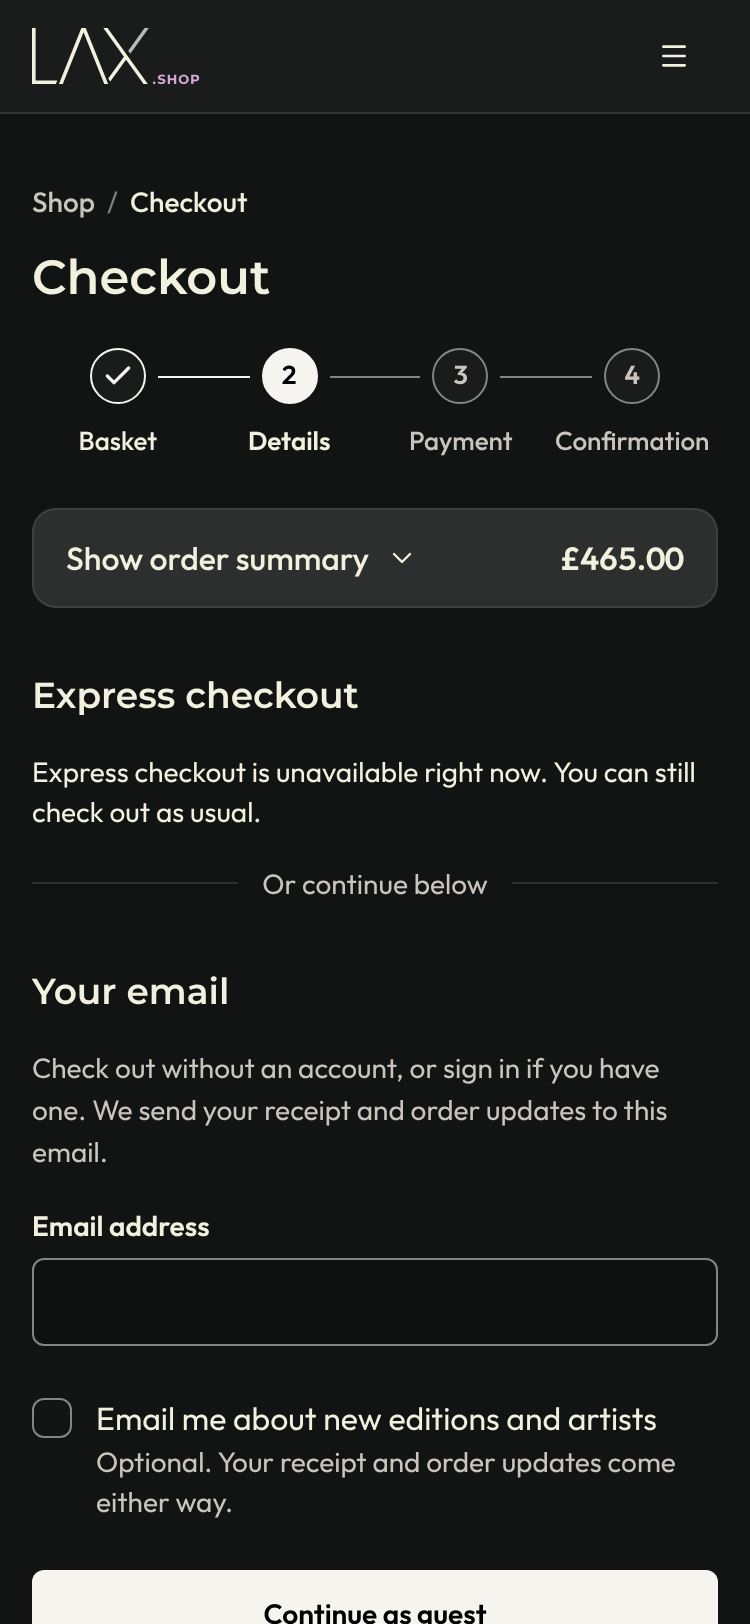 LAX.SHOP
Shop / Checkout
Checkout
2 3 4
Basket Details Payment Confirmation
Show order summary £465.00
Express checkout
Express checkout is unavailable right now. You can still
check out as usual.
Or continue below
Your email
Check out without an account, or sign in if you have
one. We send your receipt and order updates to this
email.
Email address
Email me about new editions and artists
Optional. Your receipt and order updates come
either way.
Continue as guest